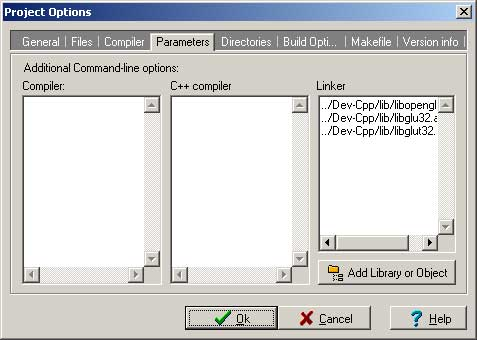 Project Options
General Files Compiler Parameters Directories Build Opti... Makefile Version info
Additional Command-line options:
Compiler: C++ compiler Linker
../Dev-Cpp/lib/libopengl
../Dev-Cpp/lib/libglu32.a
../Dev-Cpp/lib/libglut32.
Add Library or Object
Ok Cancel Help